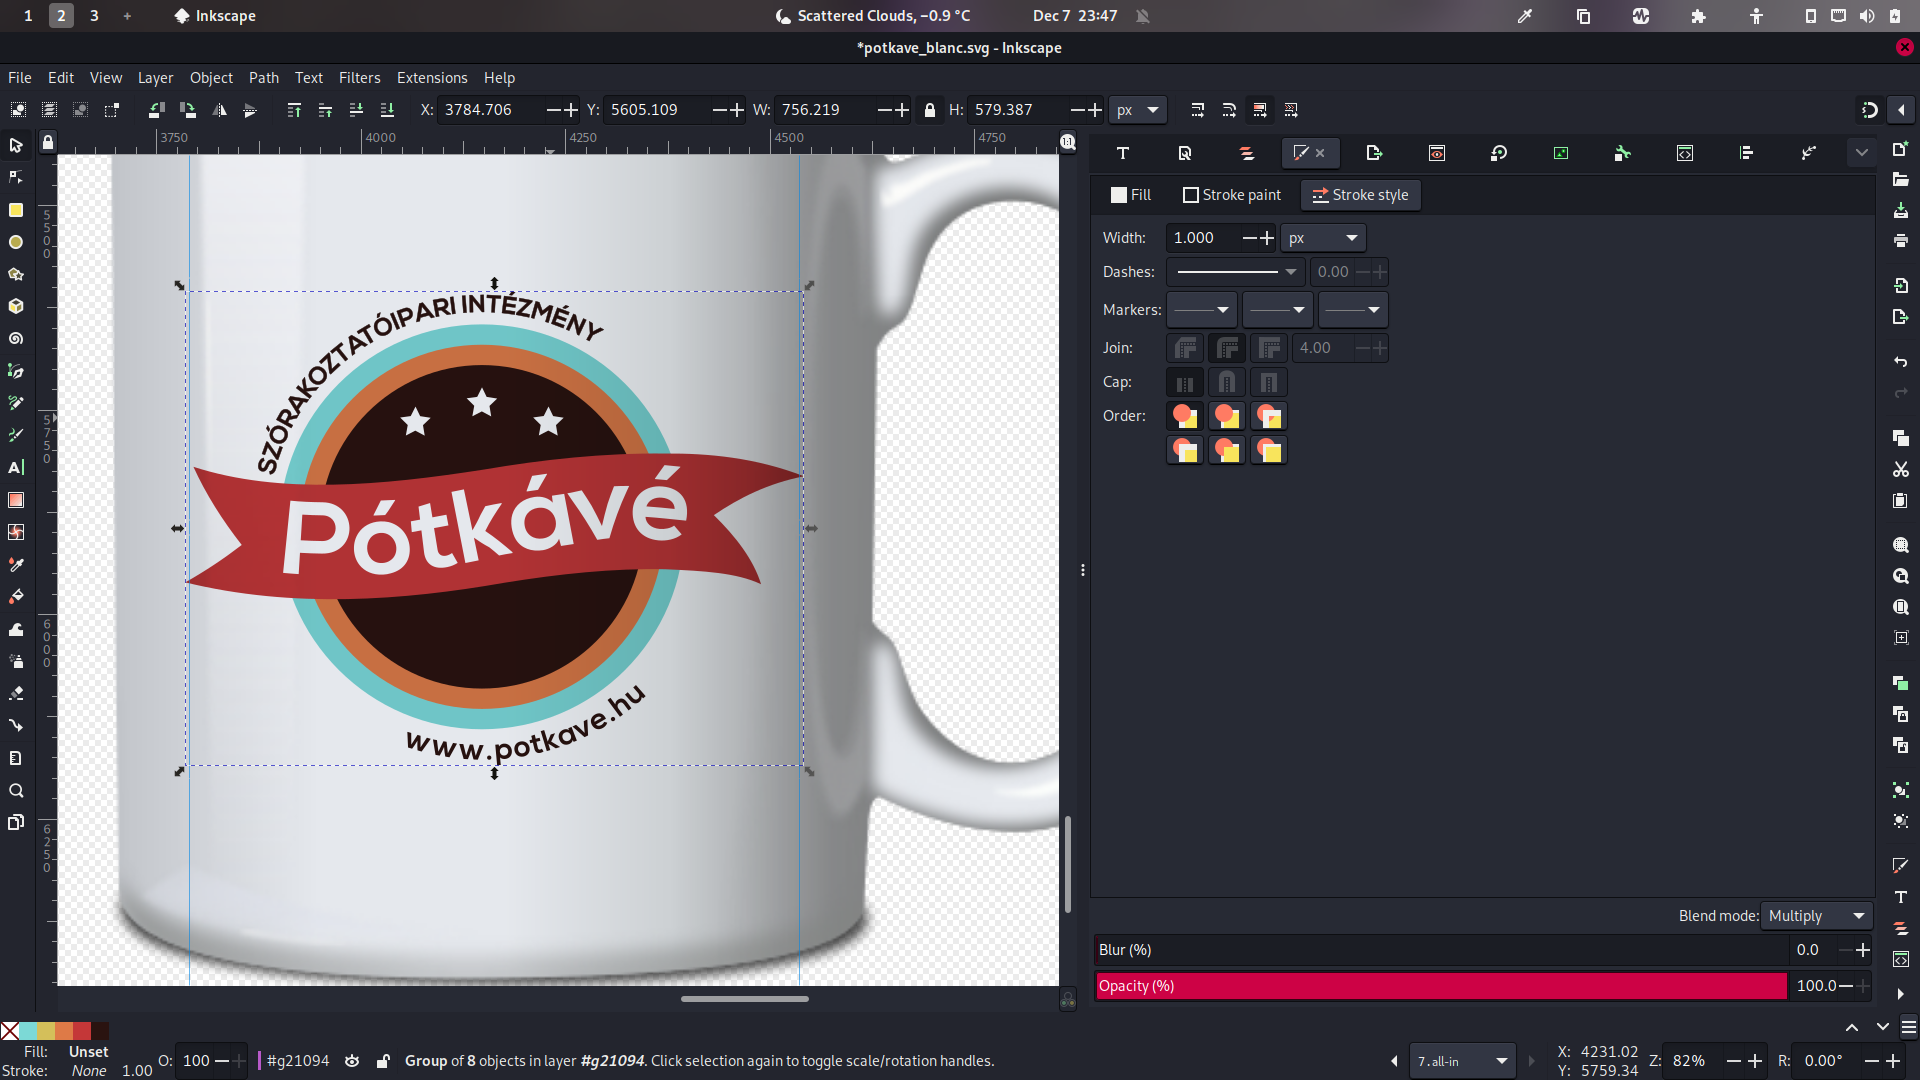 1 2 3 + Inkscape Scattered Clouds, −0.9 °C Dec 7 23:47
*potkave_blanc.svg - Inkscape
File Edit View Layer Object Path Text Filters Extensions Help
X: 3784.706 Y: 5605.109 W: 756.219 H: 579.387 px
3750 4000 4250 4500 4750
5500
5750
6000
6250
SZÓRAKOZTATÓIPARI INTÉZMÉNY
Pótkávé
www.potkave.hu
Fill Stroke paint Stroke style
Width: 1.000 px
Dashes: 0.00
Markers:
Join: 4.00
Cap:
Order:
Blend mode: Multiply
Blur (%) 0.0
Opacity (%) 100.0
Fill: Unset
Stroke: None 1.00
O: 100 #g21094 Group of 8 objects in layer #g21094. Click selection again to toggle scale/rotation handles.
7. all-in
X: 4231.02
Y: 5759.34
Z: 82% R: 0.00°